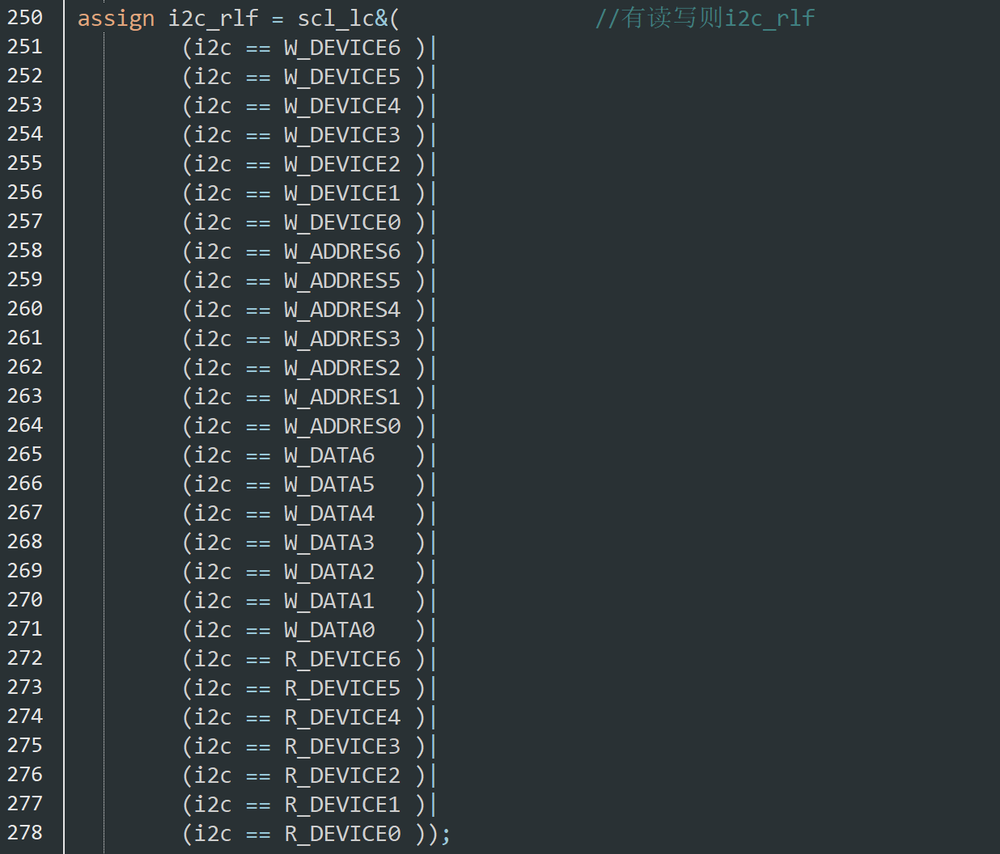 250 assign i2c_rlf = scl_lc&( //有读写则i2c_rlf
251 (i2c == W_DEVICE6 )|
252 (i2c == W_DEVICE5 )|
253 (i2c == W_DEVICE4 )|
254 (i2c == W_DEVICE3 )|
255 (i2c == W_DEVICE2 )|
256 (i2c == W_DEVICE1 )|
257 (i2c == W_DEVICE0 )|
258 (i2c == W_ADDRES6 )|
259 (i2c == W_ADDRES5 )|
260 (i2c == W_ADDRES4 )|
261 (i2c == W_ADDRES3 )|
262 (i2c == W_ADDRES2 )|
263 (i2c == W_ADDRES1 )|
264 (i2c == W_ADDRES0 )|
265 (i2c == W_DATA6 )|
266 (i2c == W_DATA5 )|
267 (i2c == W_DATA4 )|
268 (i2c == W_DATA3 )|
269 (i2c == W_DATA2 )|
270 (i2c == W_DATA1 )|
271 (i2c == W_DATA0 )|
272 (i2c == R_DEVICE6 )|
273 (i2c == R_DEVICE5 )|
274 (i2c == R_DEVICE4 )|
275 (i2c == R_DEVICE3 )|
276 (i2c == R_DEVICE2 )|
277 (i2c == R_DEVICE1 )|
278 (i2c == R_DEVICE0 ));